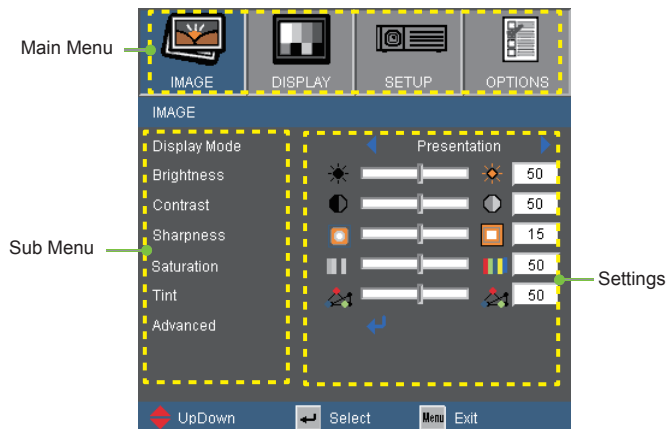 Main Menu
IMAGE DISPLAY SETUP OPTIONS
IMAGE
Display Mode Presentation
Brightness 50
Contrast 50
Sharpness 15
Sub Menu
Saturation 50
Settings
Tint 50
Advanced
UpDown Select Menu Exit